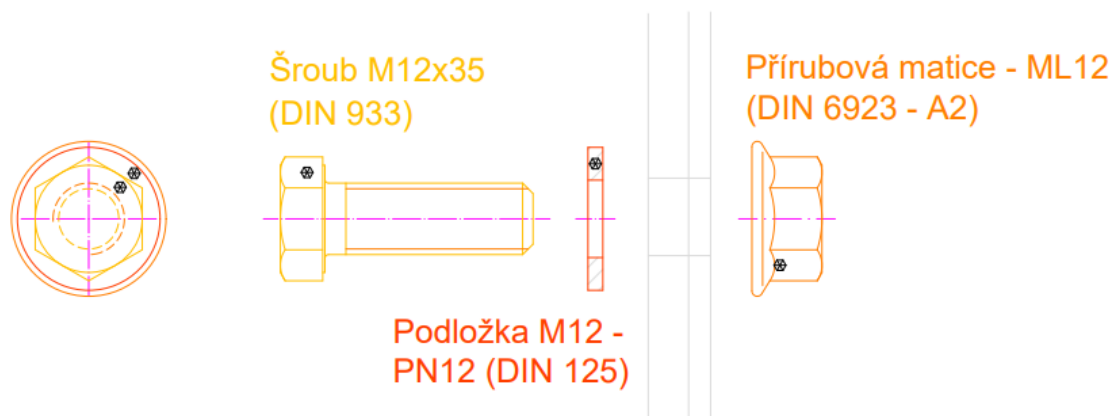 Šroub M12x35
(DIN 933)
Přírubová matice - ML12
(DIN 6923 - A2)
Podložka M12 -
PN12 (DIN 125)